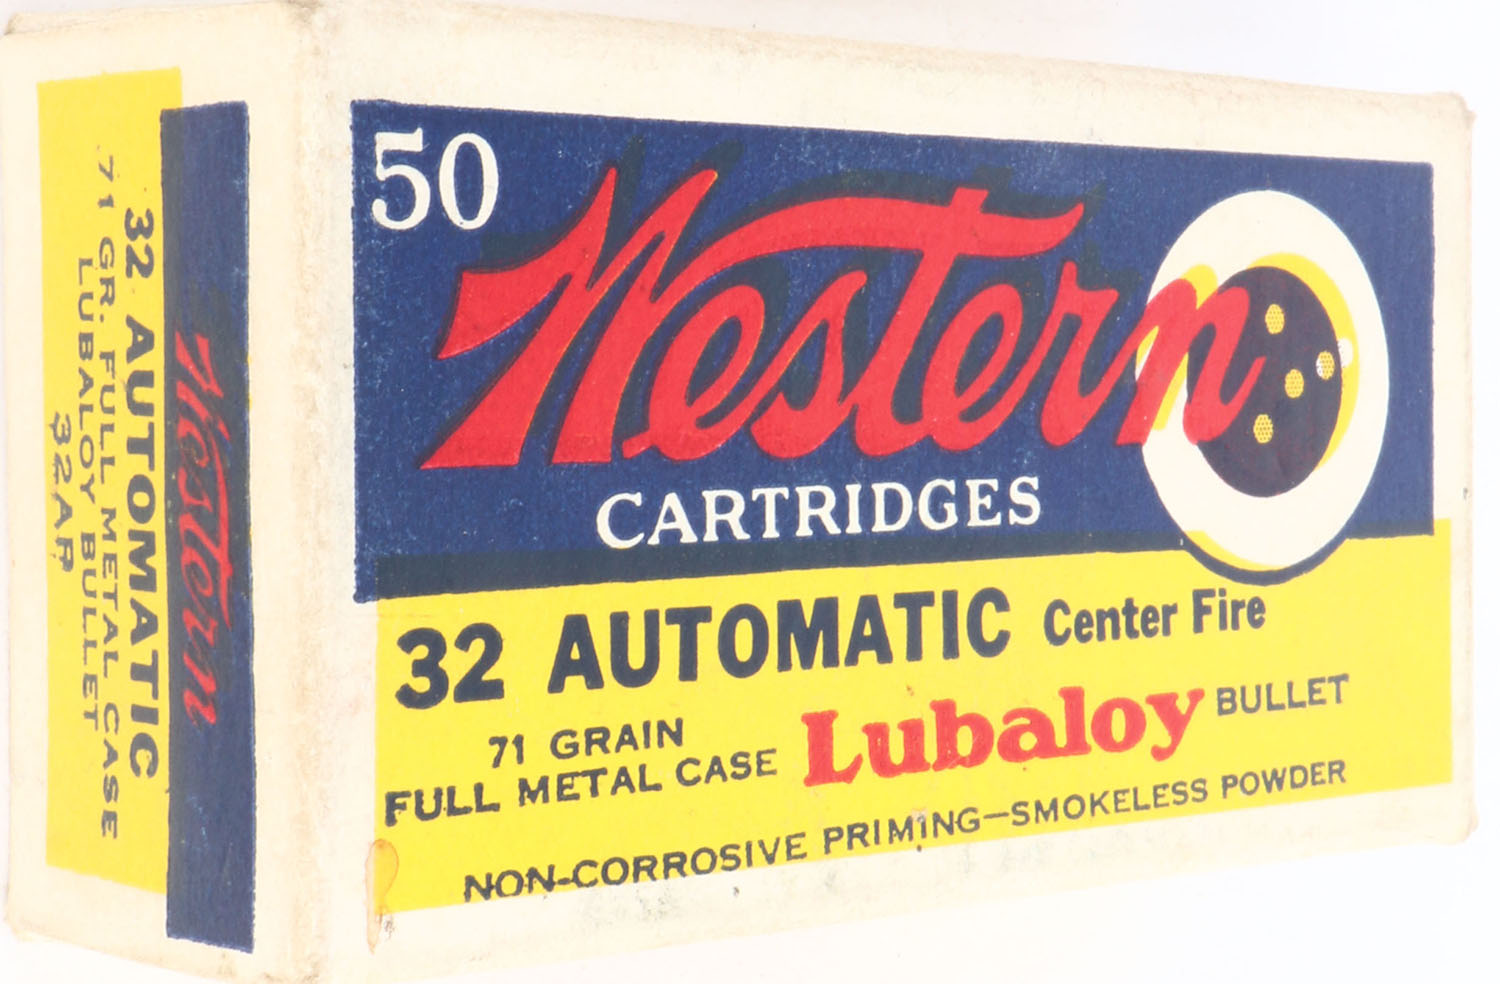 50
Western
CARTRIDGES
32 AUTOMATIC Center Fire
71 GRAIN
FULL METAL CASE Lubaloy BULLET
NON-CORROSIVE PRIMING—SMOKELESS POWDER
Western
32 AUTOMATIC
71 GR. FULL METAL CASE
LUBALOY BULLET
32AP